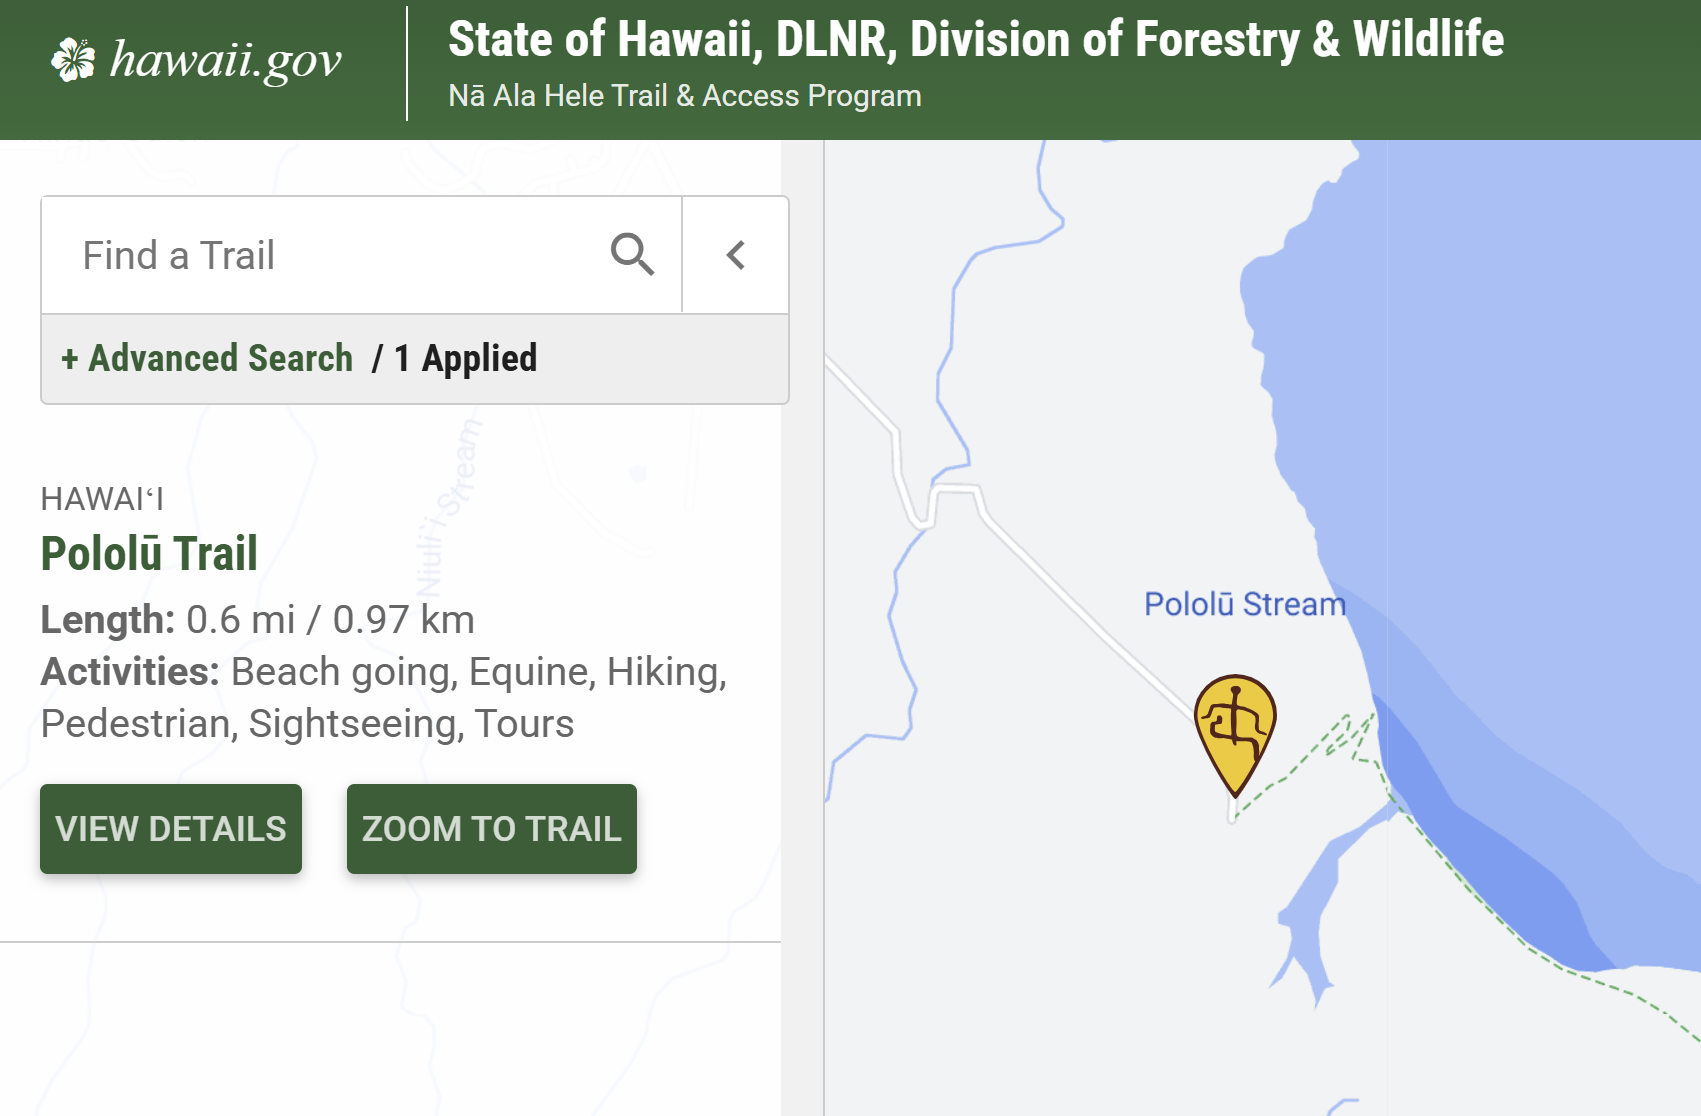 hawaii.gov
State of Hawaii, DLNR, Division of Forestry & Wildlife
Nā Ala Hele Trail & Access Program
Find a Trail
+ Advanced Search / 1 Applied
Niuli`i Stream
HAWAIʻI
Pololū Trail
Length: 0.6 mi / 0.97 km
Activities: Beach going, Equine, Hiking,
Pedestrian, Sightseeing, Tours
VIEW DETAILS
ZOOM TO TRAIL
Pololū Stream